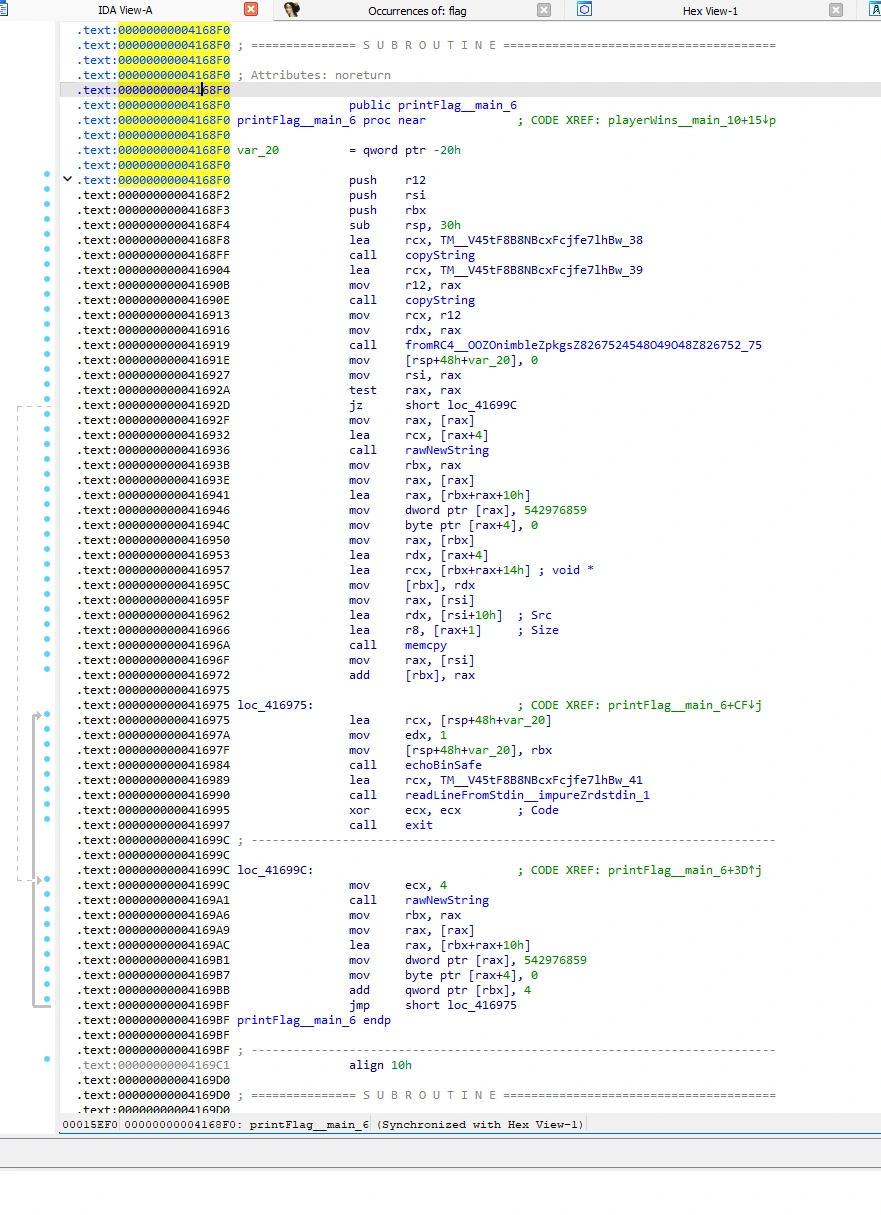 IDA View-A Occurrences of: flag Hex View-1
.text:00000000004168F0
.text:00000000004168F0 ; =============== S U B R O U T I N E =======================================
.text:00000000004168F0
.text:00000000004168F0 ; Attributes: noreturn
.text:00000000004168F0
.text:00000000004168F0 public printFlag__main_6
.text:00000000004168F0 printFlag__main_6 proc near ; CODE XREF: playerWins__main_10+15↓p
.text:00000000004168F0
.text:00000000004168F0 var_20 = qword ptr -20h
.text:00000000004168F0
.text:00000000004168F0 push r12
.text:00000000004168F2 push rsi
.text:00000000004168F3 push rbx
.text:00000000004168F4 sub rsp, 30h
.text:00000000004168F8 lea rcx, TM__V45tF8B8NBcxFcjfe7lhBw_38
.text:00000000004168FF call copyString
.text:0000000000416904 lea rcx, TM__V45tF8B8NBcxFcjfe7lhBw_39
.text:000000000041690B mov r12, rax
.text:000000000041690E call copyString
.text:0000000000416913 mov rcx, r12
.text:0000000000416916 mov rdx, rax
.text:0000000000416919 call fromRC4__OOZOnimbleZpkgsZ8267524548O49O48Z826752_75
.text:000000000041691E mov [rsp+48h+var_20], 0
.text:0000000000416927 mov rsi, rax
.text:000000000041692A test rax, rax
.text:000000000041692D jz short loc_41699C
.text:000000000041692F mov rax, [rax]
.text:0000000000416932 lea rcx, [rax+4]
.text:0000000000416936 call rawNewString
.text:000000000041693B mov rbx, rax
.text:000000000041693E mov rax, [rax]
.text:0000000000416941 lea rax, [rbx+rax+10h]
.text:0000000000416946 mov dword ptr [rax], 542976859
.text:000000000041694C mov byte ptr [rax+4], 0
.text:0000000000416950 mov rax, [rbx]
.text:0000000000416953 lea rdx, [rax+4]
.text:0000000000416957 lea rcx, [rbx+rax+14h] ; void *
.text:000000000041695C mov [rbx], rdx
.text:000000000041695F mov rax, [rsi]
.text:0000000000416962 lea rdx, [rsi+10h] ; Src
.text:0000000000416966 lea r8, [rax+1] ; Size
.text:000000000041696A call memcpy
.text:000000000041696F mov rax, [rsi]
.text:0000000000416972 add [rbx], rax
.text:0000000000416975
.text:0000000000416975 loc_416975: ; CODE XREF: printFlag__main_6+CF↓j
.text:0000000000416975 lea rcx, [rsp+48h+var_20]
.text:000000000041697A mov edx, 1
.text:000000000041697F mov [rsp+48h+var_20], rbx
.text:0000000000416984 call echoBinSafe
.text:0000000000416989 lea rcx, TM__V45tF8B8NBcxFcjfe7lhBw_41
.text:0000000000416990 call readLineFromStdin__impureZrdstdin_1
.text:0000000000416995 xor ecx, ecx ; Code
.text:0000000000416997 call exit
.text:000000000041699C ; ---------------------------------------------------------------------------
.text:000000000041699C
.text:000000000041699C loc_41699C: ; CODE XREF: printFlag__main_6+3D↑j
.text:000000000041699C mov ecx, 4
.text:00000000004169A1 call rawNewString
.text:00000000004169A6 mov rbx, rax
.text:00000000004169A9 mov rax, [rax]
.text:00000000004169AC lea rax, [rbx+rax+10h]
.text:00000000004169B1 mov dword ptr [rax], 542976859
.text:00000000004169B7 mov byte ptr [rax+4], 0
.text:00000000004169BB add qword ptr [rbx], 4
.text:00000000004169BF jmp short loc_416975
.text:00000000004169BF printFlag__main_6 endp
.text:00000000004169BF
.text:00000000004169BF ; ---------------------------------------------------------------------------
.text:00000000004169C1 align 10h
.text:00000000004169D0
.text:00000000004169D0 ; =============== S U B R O U T I N E =======================================
.text:00000000004169D0
00015EF0 00000000004168F0: printFlag__main_6 (Synchronized with Hex View-1)